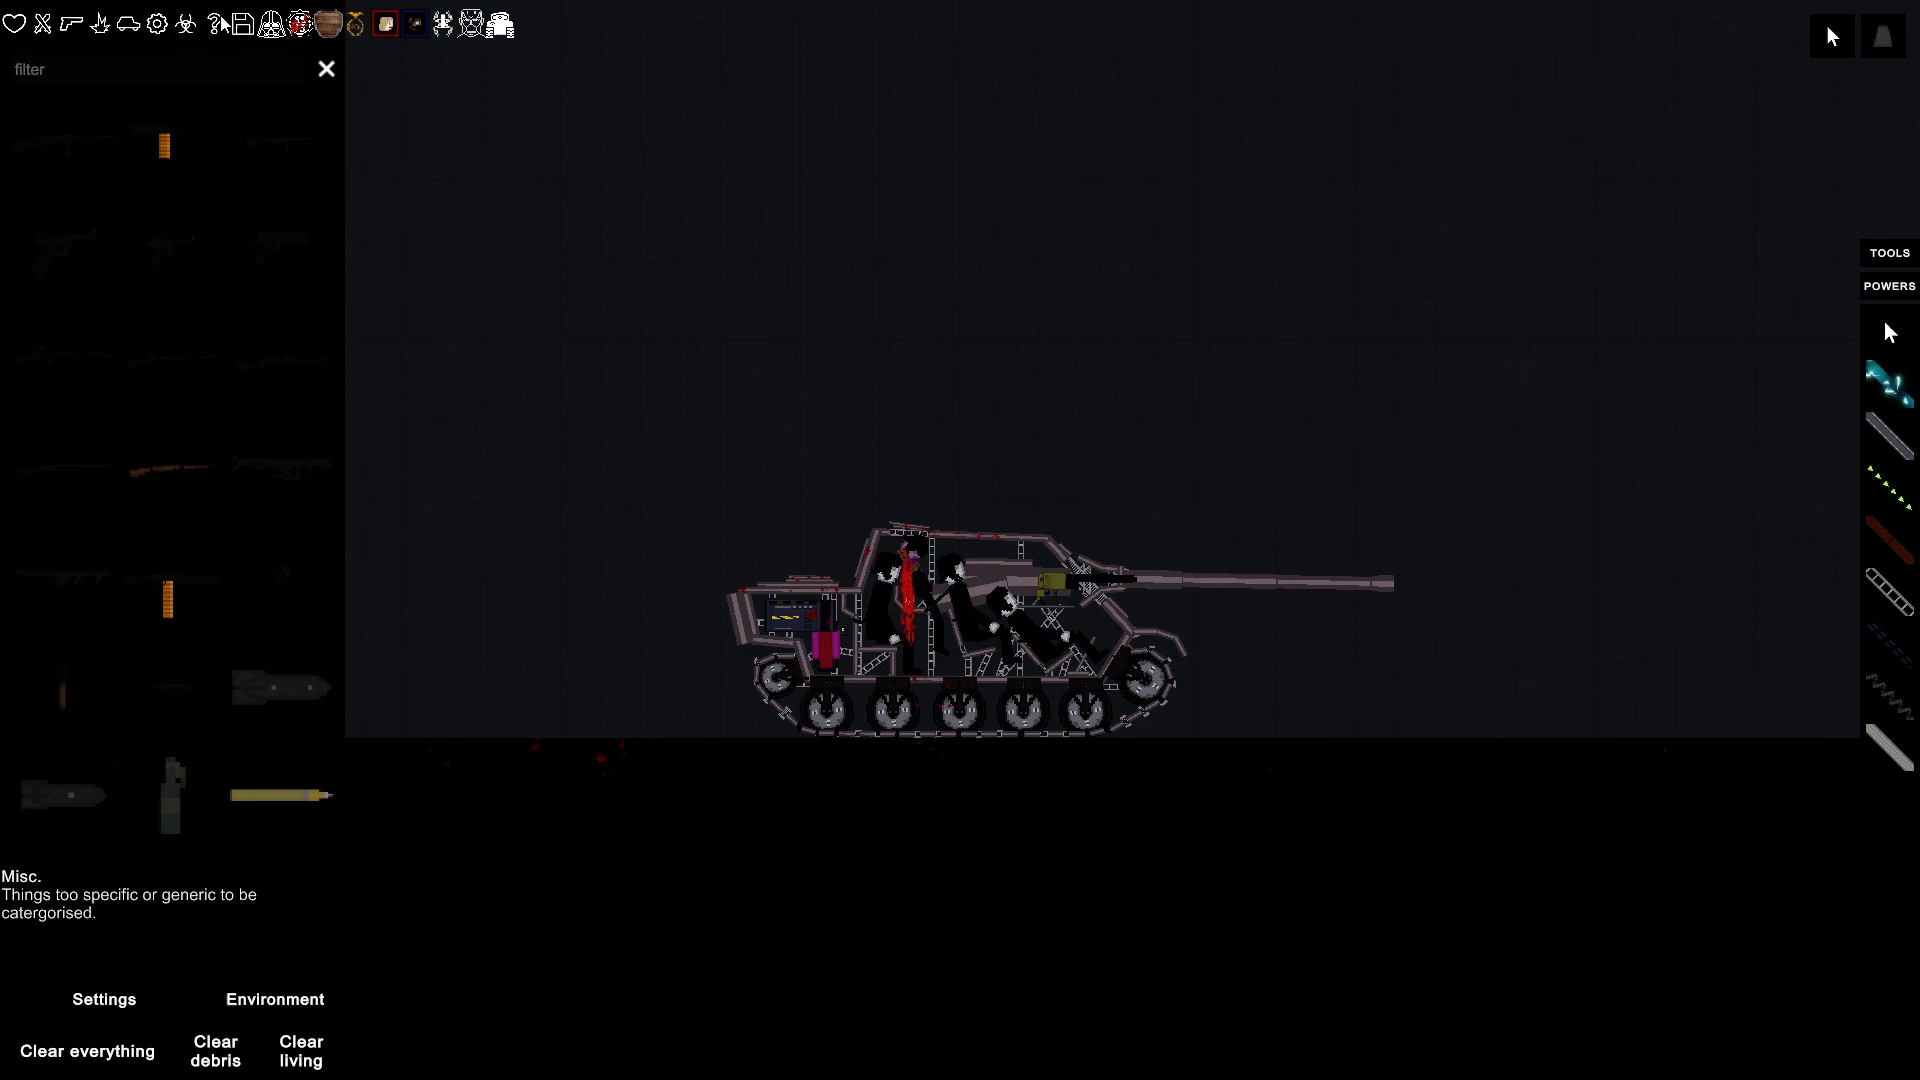 filter
TOOLS
POWERS
Misc.
Things too specific or generic to be
catergorised.
Settings
Environment
Clear everything
Clear
debris
Clear
living